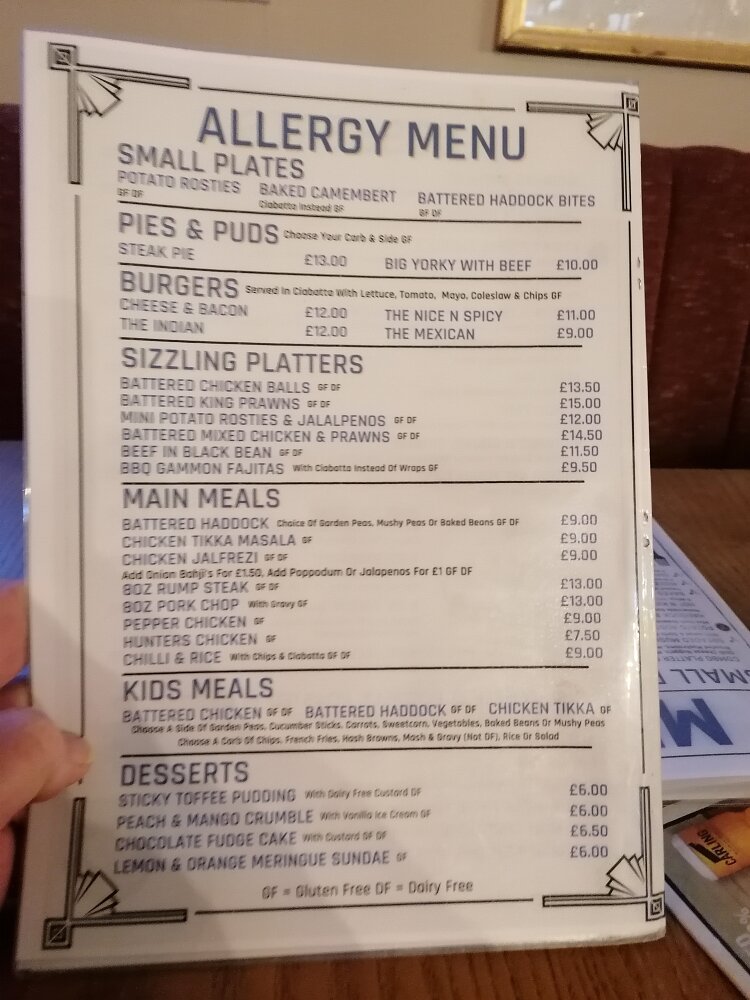 ALLERGY MENU
SMALL PLATES
POTATO ROSTIES BAKED CAMEMBERT BATTERED HADDOCK BITES
GF DF Ciabatta Instead GF GF DF
PIES & PUDS Choose Your Carb & Side GF
STEAK PIE £13.00 BIG YORKY WITH BEEF £10.00
BURGERS Served In Ciabatta With Lettuce, Tomato, Mayo, Coleslaw & Chips GF
CHEESE & BACON £12.00 THE NICE N SPICY £11.00
THE INDIAN £12.00 THE MEXICAN £9.00
SIZZLING PLATTERS
BATTERED CHICKEN BALLS GF DF £13.50
BATTERED KING PRAWNS GF DF £15.00
MINI POTATO ROSTIES & JALALPENOS GF DF £12.00
BATTERED MIXED CHICKEN & PRAWNS GF DF £14.50
BEEF IN BLACK BEAN GF DF £11.50
BBQ GAMMON FAJITAS With Ciabatta Instead Of Wraps GF £9.50
MAIN MEALS
BATTERED HADDOCK Choice Of Garden Peas, Mushy Peas Or Baked Beans GF DF £9.00
CHICKEN TIKKA MASALA GF £9.00
CHICKEN JALFREZI GF DF £9.00
Add Onion Bahji's For £1.50, Add Poppodum Or Jalapenos For £1 GF DF
8OZ RUMP STEAK GF DF £13.00
8OZ PORK CHOP With Gravy GF £13.00
PEPPER CHICKEN GF £9.00
HUNTERS CHICKEN GF £7.50
CHILLI & RICE With Chips & Ciabatta GF DF £9.00
KIDS MEALS
BATTERED CHICKEN GF DF BATTERED HADDOCK GF DF CHICKEN TIKKA GF
Choose A Side Of Garden Peas, Cucumber Sticks, Carrots, Sweetcorn, Vegetables, Baked Beans Or Mushy Peas
Choose A Carb Of Chips, French Fries, Hash Browns, Mash & Gravy (Not DF), Rice Or Salad
DESSERTS
STICKY TOFFEE PUDDING With Dairy Free Custard DF £6.00
PEACH & MANGO CRUMBLE With Vanilla Ice Cream GF £6.00
CHOCOLATE FUDGE CAKE With Custard GF DF £6.50
LEMON & ORANGE MERINGUE SUNDAE GF £6.00
GF = Gluten Free DF = Dairy Free
CARLING